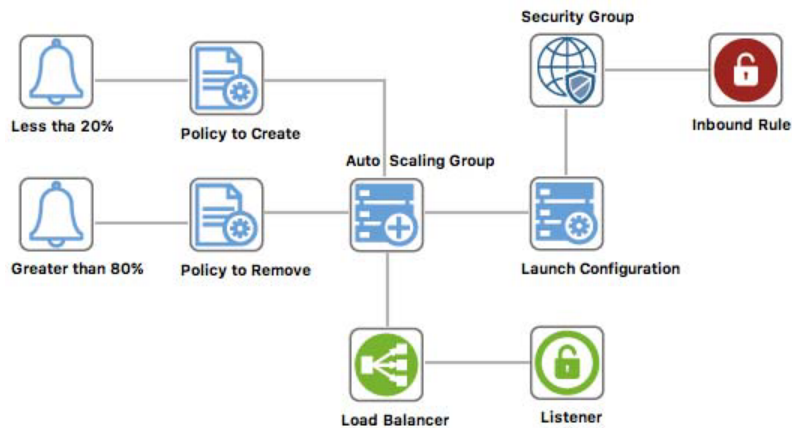 Security Group
Less tha 20%
Policy to Create
Inbound Rule
Auto Scaling Group
Greater than 80%
Policy to Remove
Launch Configuration
Load Balancer
Listener